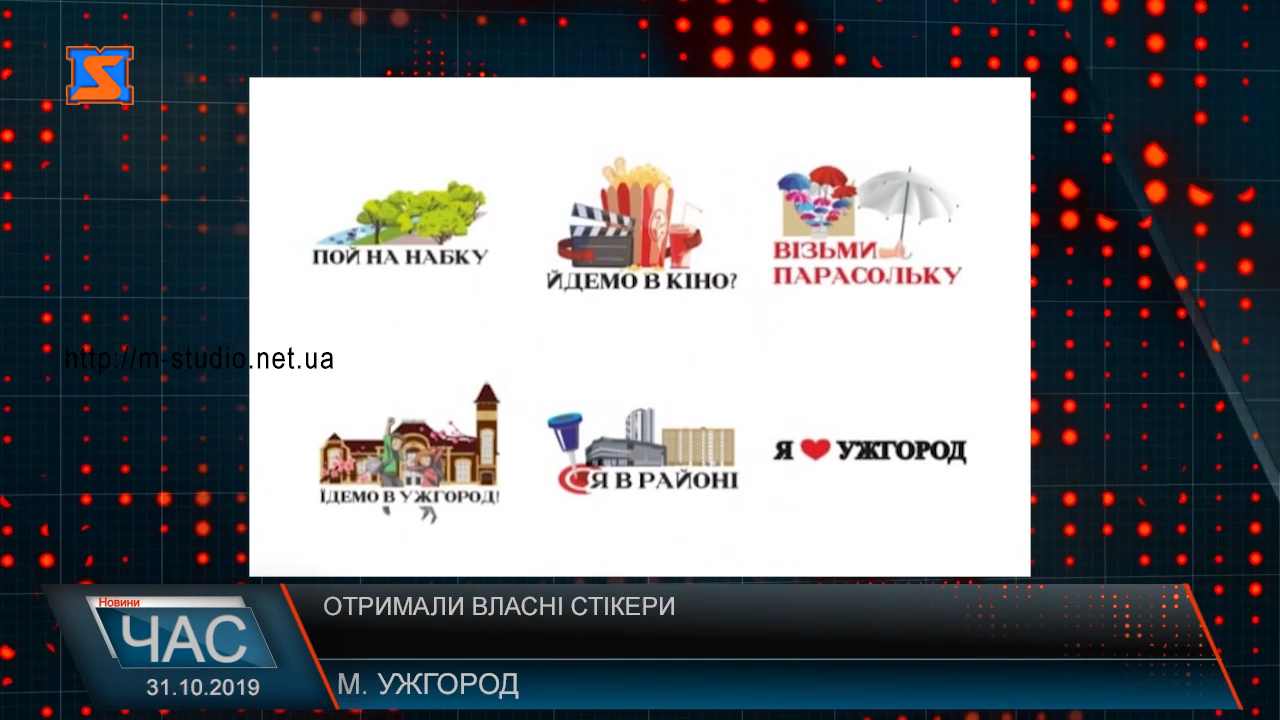 ПОЙ НА НАБКУ
ЙДЕМО В КІНО?
ВІЗЬМИ
ПАРАСОЛЬКУ
http://m-studio.net.ua
ЇДЕМО В УЖГОРОД!
Я В РАЙОНІ
Я ❤ УЖГОРОД
Новини
ЧАС
31.10.2019
ОТРИМАЛИ ВЛАСНІ СТІКЕРИ
М. УЖГОРОД